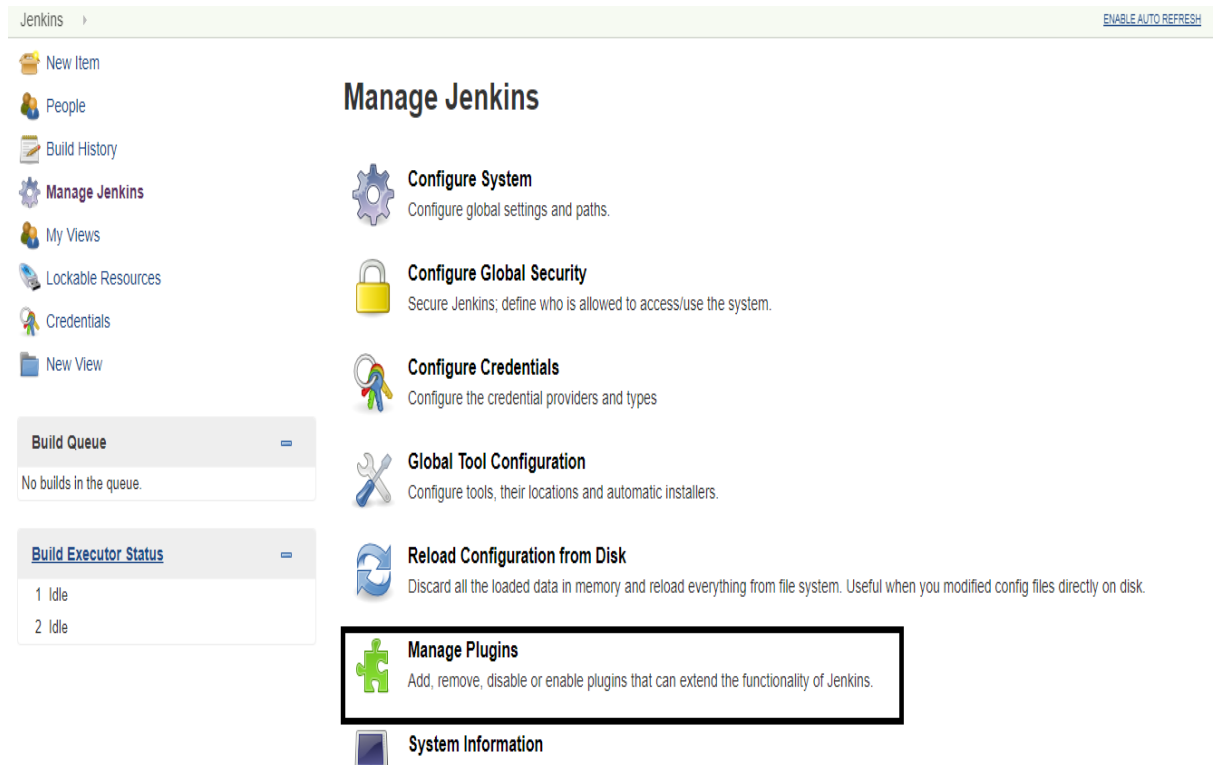 Jenkins
ENABLE AUTO REFRESH
New Item
People
Build History
Manage Jenkins
My Views
Lockable Resources
Credentials
New View
Build Queue
No builds in the queue.
Build Executor Status
1 Idle
2 Idle
Manage Jenkins
Configure System
Configure global settings and paths.
Configure Global Security
Secure Jenkins; define who is allowed to access/use the system.
Configure Credentials
Configure the credential providers and types
Global Tool Configuration
Configure tools, their locations and automatic installers.
Reload Configuration from Disk
Discard all the loaded data in memory and reload everything from file system. Useful when you modified config files directly on disk.
Manage Plugins
Add, remove, disable or enable plugins that can extend the functionality of Jenkins.
System Information